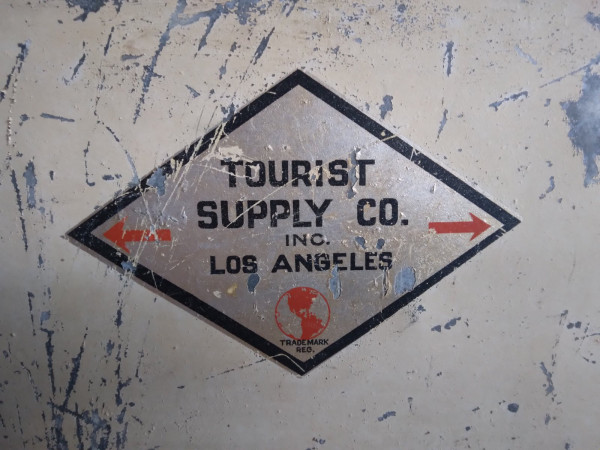 TOURIST
SUPPLY CO.
INC.
LOS ANGELES
TRADEMARK
REG.